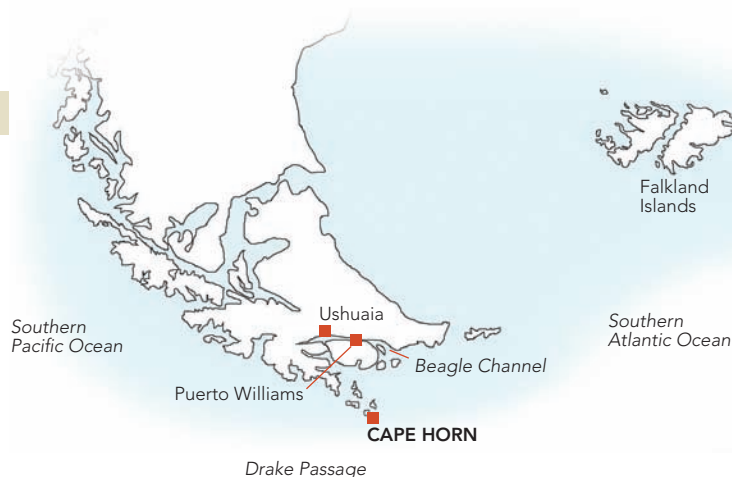 Falkland
Islands
Ushuaia
Southern
Pacific Ocean
Southern
Atlantic Ocean
Beagle Channel
Puerto Williams
CAPE HORN
Drake Passage